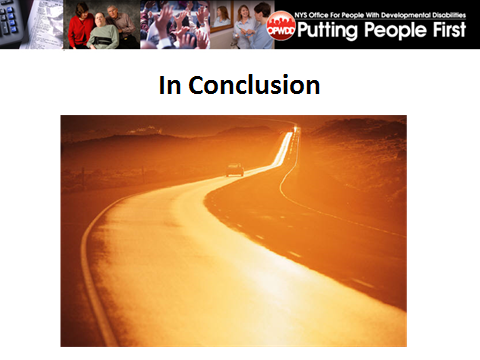 NYS Office For People With Developmental Disabilities
OPWDD
Putting People First
In Conclusion